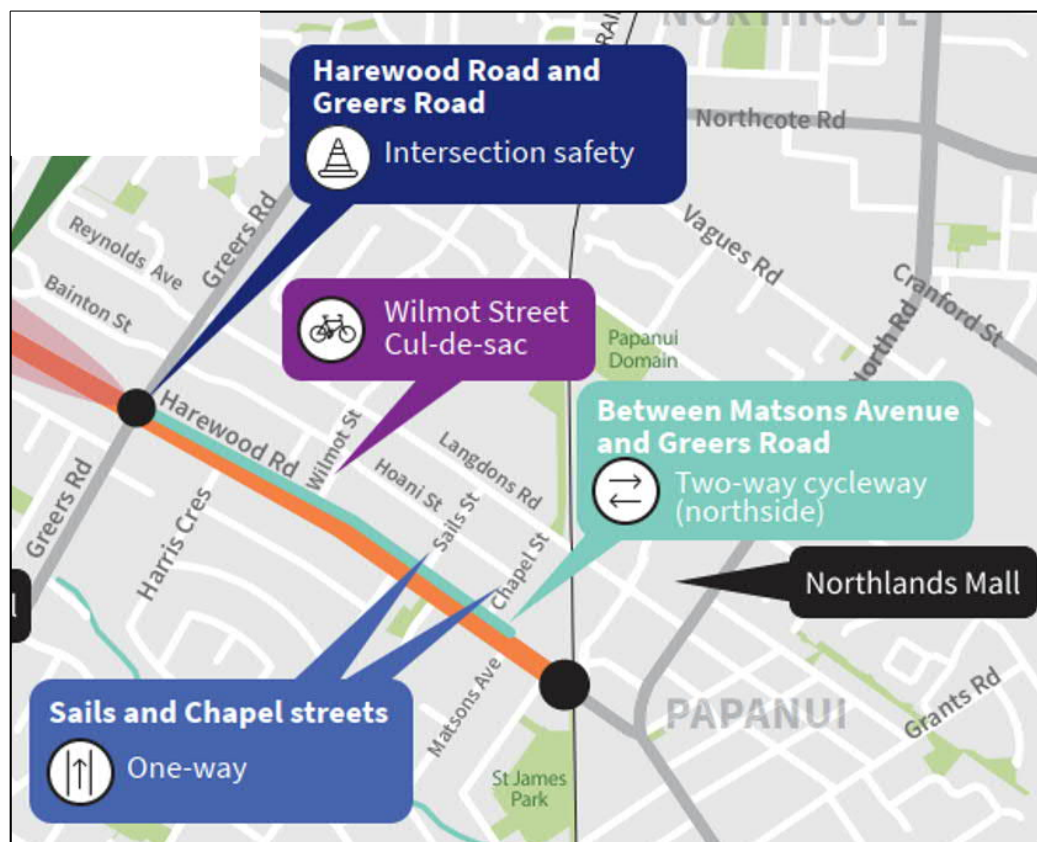 NORTHCOTE
RAIL
Harewood Road and
Greers Road
Intersection safety
Northcote Rd
Greers Rd
Reynolds Ave
Bainton St
Vagues Rd
Cranford St
North Rd
Wilmot Street
Cul-de-sac
Papanui
Domain
Harewood Rd
Wilmot St
Hoani St
Langdons Rd
Sails St
Chapel St
Between Matsons Avenue
and Greers Road
Two-way cycleway
(northside)
Greers Rd
Harris Cres
Northlands Mall
Matsons Ave
Sails and Chapel streets
One-way
PAPANUI
Grants Rd
St James
Park